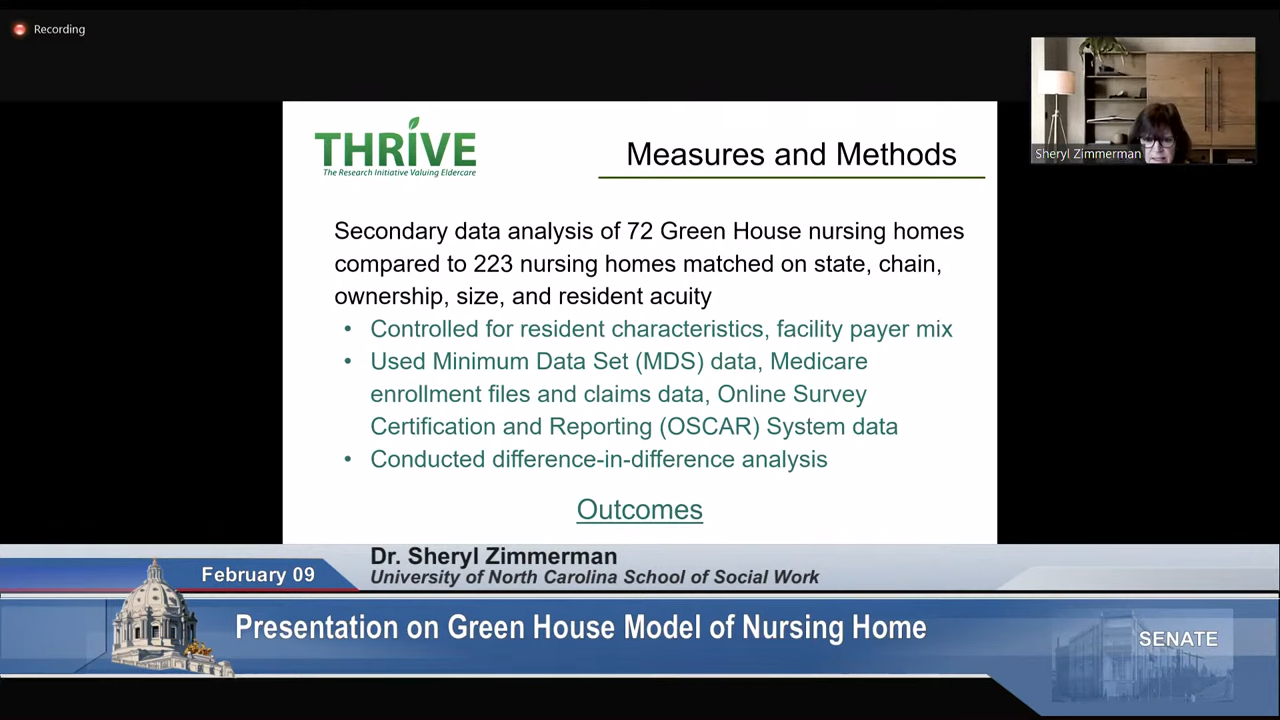 Recording
Sheryl Zimmerman
THRIVE
The Research Initiative Valuing Eldercare
Measures and Methods
Secondary data analysis of 72 Green House nursing homes
compared to 223 nursing homes matched on state, chain,
ownership, size, and resident acuity
• Controlled for resident characteristics, facility payer mix
• Used Minimum Data Set (MDS) data, Medicare
enrollment files and claims data, Online Survey
Certification and Reporting (OSCAR) System data
• Conducted difference-in-difference analysis
Outcomes
Dr. Sheryl Zimmerman
February 09
University of North Carolina School of Social Work
Presentation on Green House Model of Nursing Home
SENATE